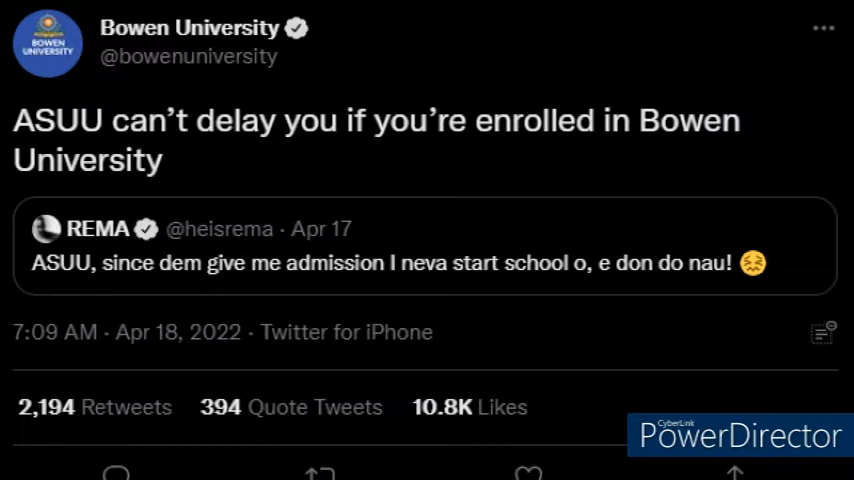 Bowen University
@bowenuniversity
BOWEN
UNIVERSITY
ASUU can’t delay you if you’re enrolled in Bowen
University
REMA @heisrema · Apr 17
ASUU, since dem give me admission I neva start school o, e don do nau! 😣
7:09 AM · Apr 18, 2022 · Twitter for iPhone
2,194 Retweets 394 Quote Tweets 10.8K Likes
CyberLink
PowerDirector